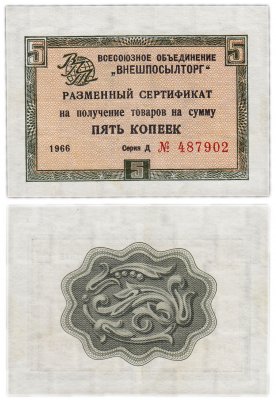 5 ВСЕСОЮЗНОЕ ОБЪЕДИНЕНИЕ 5
"ВНЕШПОСЫЛТОРГ"
РАЗМЕННЫЙ СЕРТИФИКАТ
на получение товаров на сумму
ПЯТЬ КОПЕЕК
1966 Серия Д № 487902
5